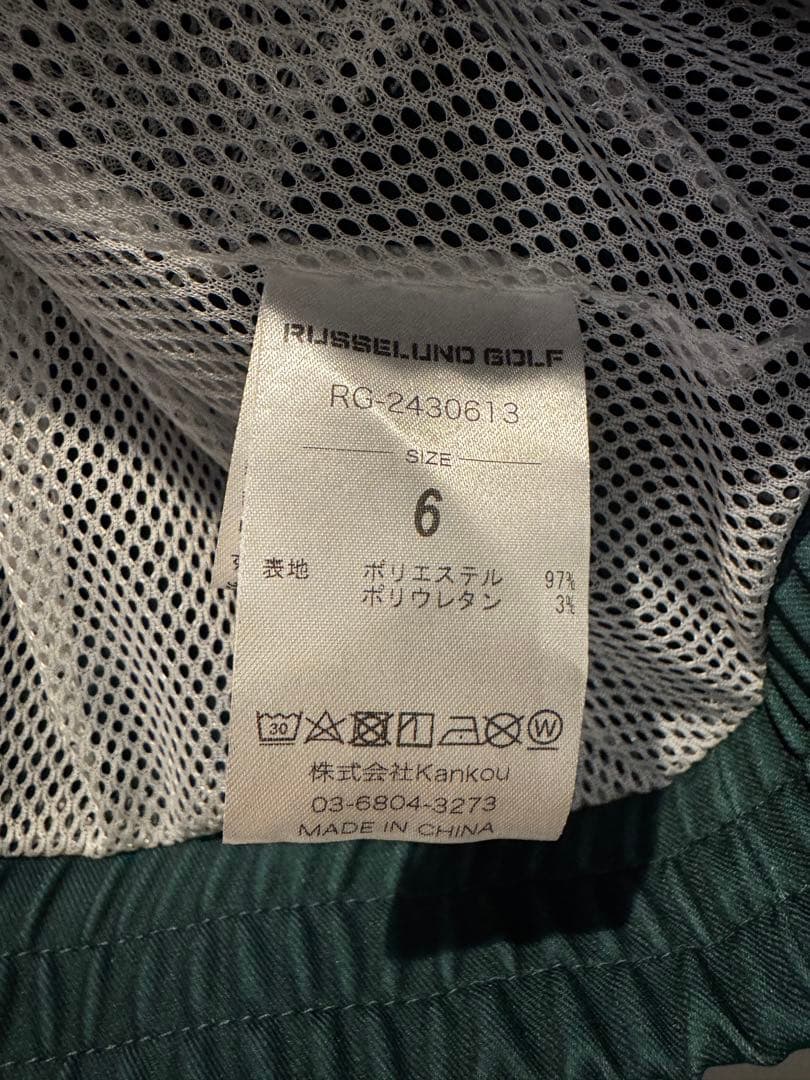 RUSSELUNO GOLF
RG-2430613
SIZE
6
表地 ポリエステル 97%
ポリウレタン 3%
30
W
株式会社Kankou
03-6804-3273
MADE IN CHINA